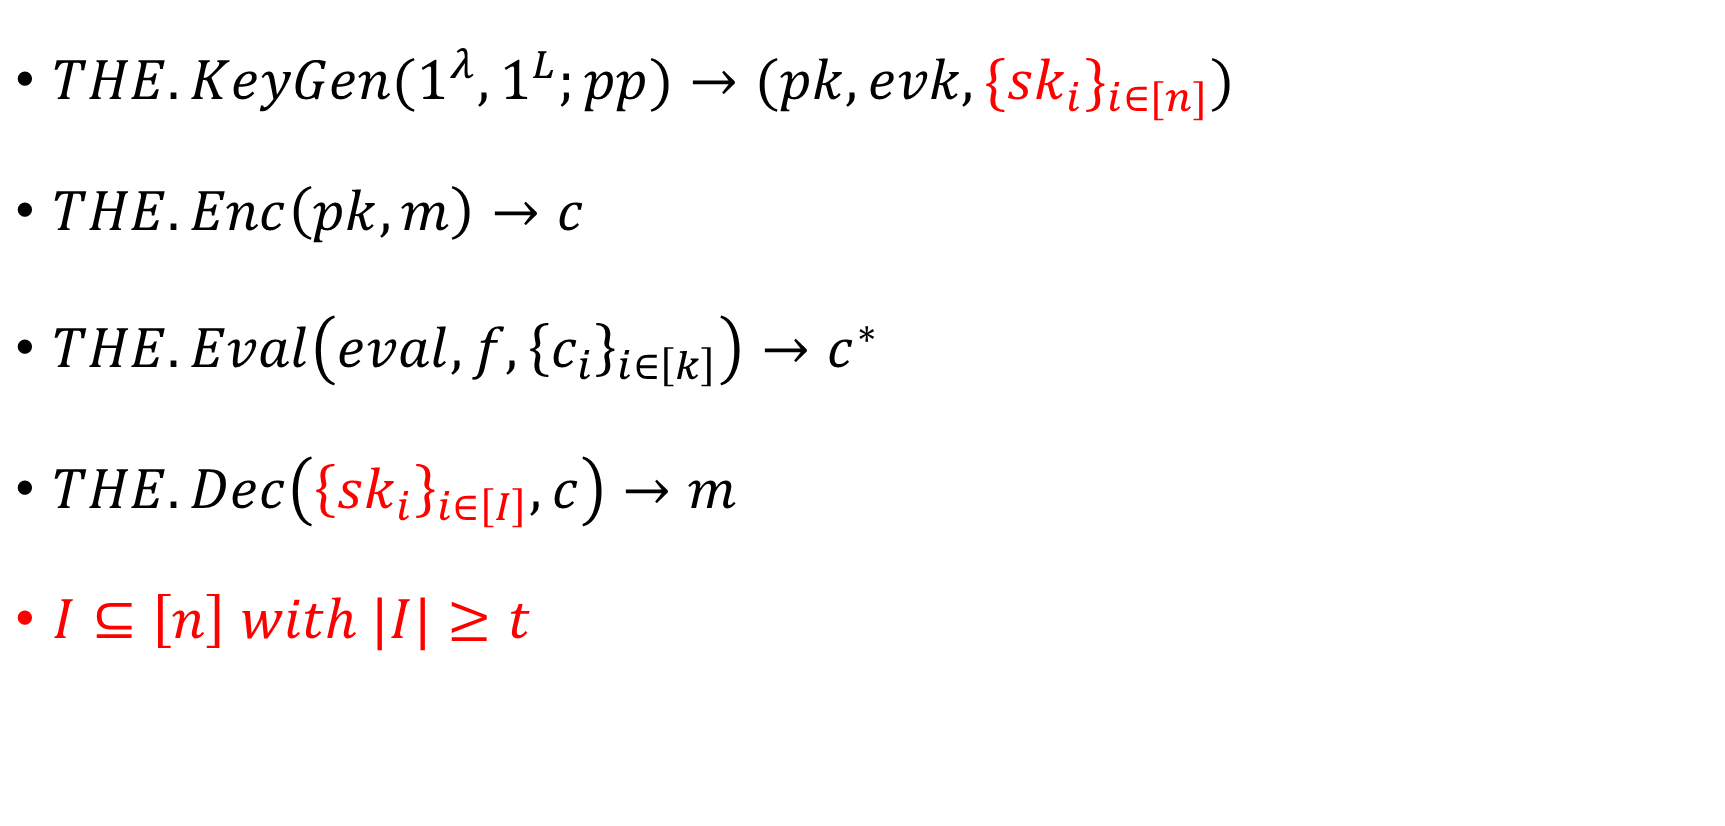 • THE.KeyGen(1^λ, 1^L; pp) → (pk, evk, {sk_i}_{i∈[n]})
• THE.Enc(pk, m) → c
• THE.Eval(eval, f, {c_i}_{i∈[k]}) → c*
• THE.Dec({sk_i}_{i∈[I]}, c) → m
• I ⊆ [n] with |I| ≥ t